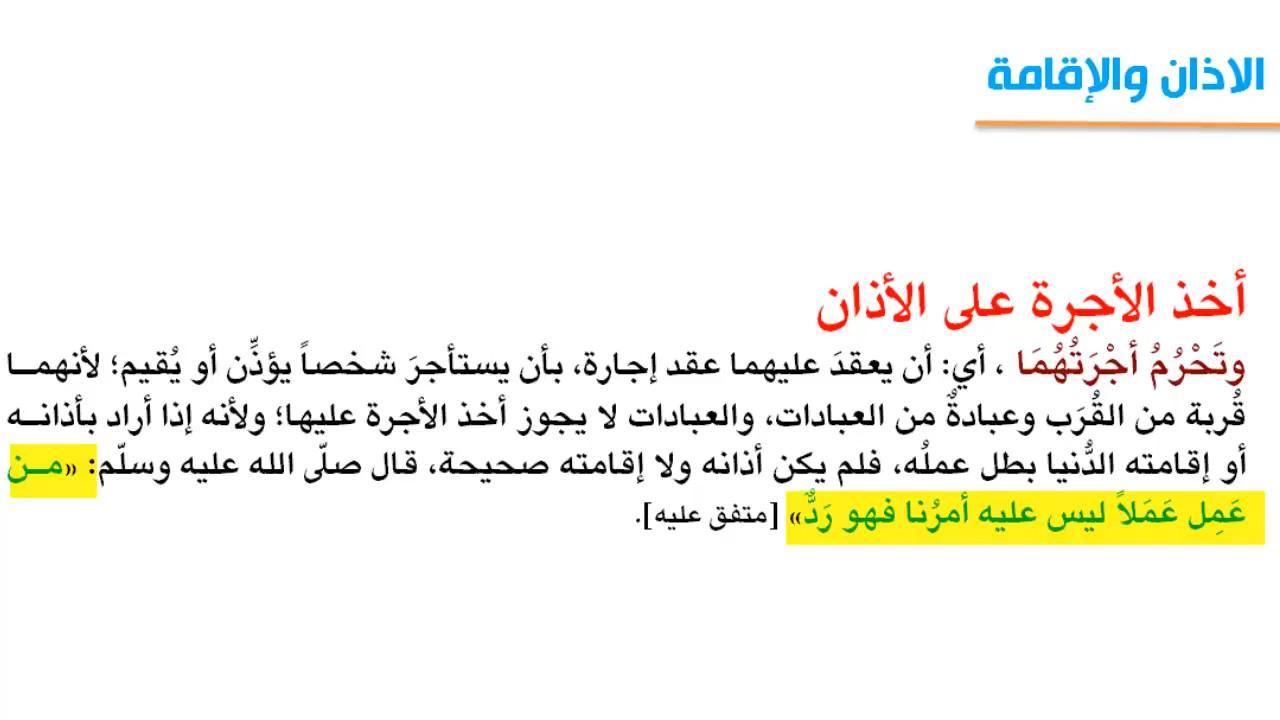 الاذان والإقامة
أخذ الأجرة على الأذان
وتَحْرُمُ أجْرَتُهُمَا ، أي: أن يعقدَ عليهما عقد إجارة، بأن يستأجرَ شخصاً يؤذِّن أو يُقيم؛ لأنهمـا
قُربة من القُرَب وعبادةٌ من العبادات، والعبادات لا يجوز أخذ الأجرة عليها؛ ولأنه إذا أراد بأذانـه
أو إقامته الدُّنيا بطل عملُه، فلم يكن أذانه ولا إقامته صحيحة، قال صلّى الله عليه وسلّم: «مـن
عَمِل عَمَلاً ليس عليه أمرُنا فهو رَدٌّ» [متفق عليه].